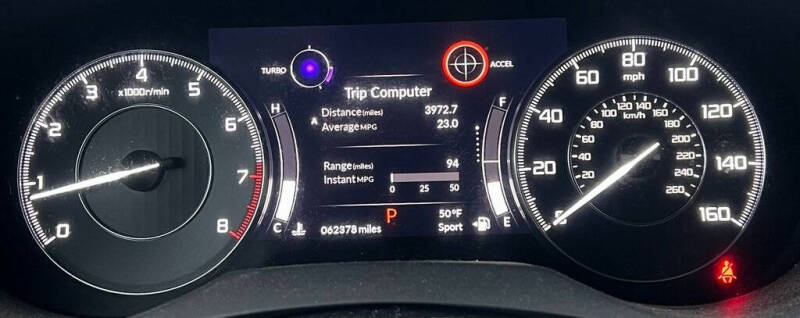 0
1
2
3
4
5
6
7
8
x1000r/min
TURBO
ACCEL
Trip Computer
Distance(miles) 3972.7
A
Average MPG 23.0
Range(miles) 94
Instant MPG
0 25 50
H
C
F
E
P
50°F
062378 miles
Sport
0
20
40
60
80
100
120
140
160
mph
km/h
20
40
60
80
100
120
140
160
180
200
220
240
260